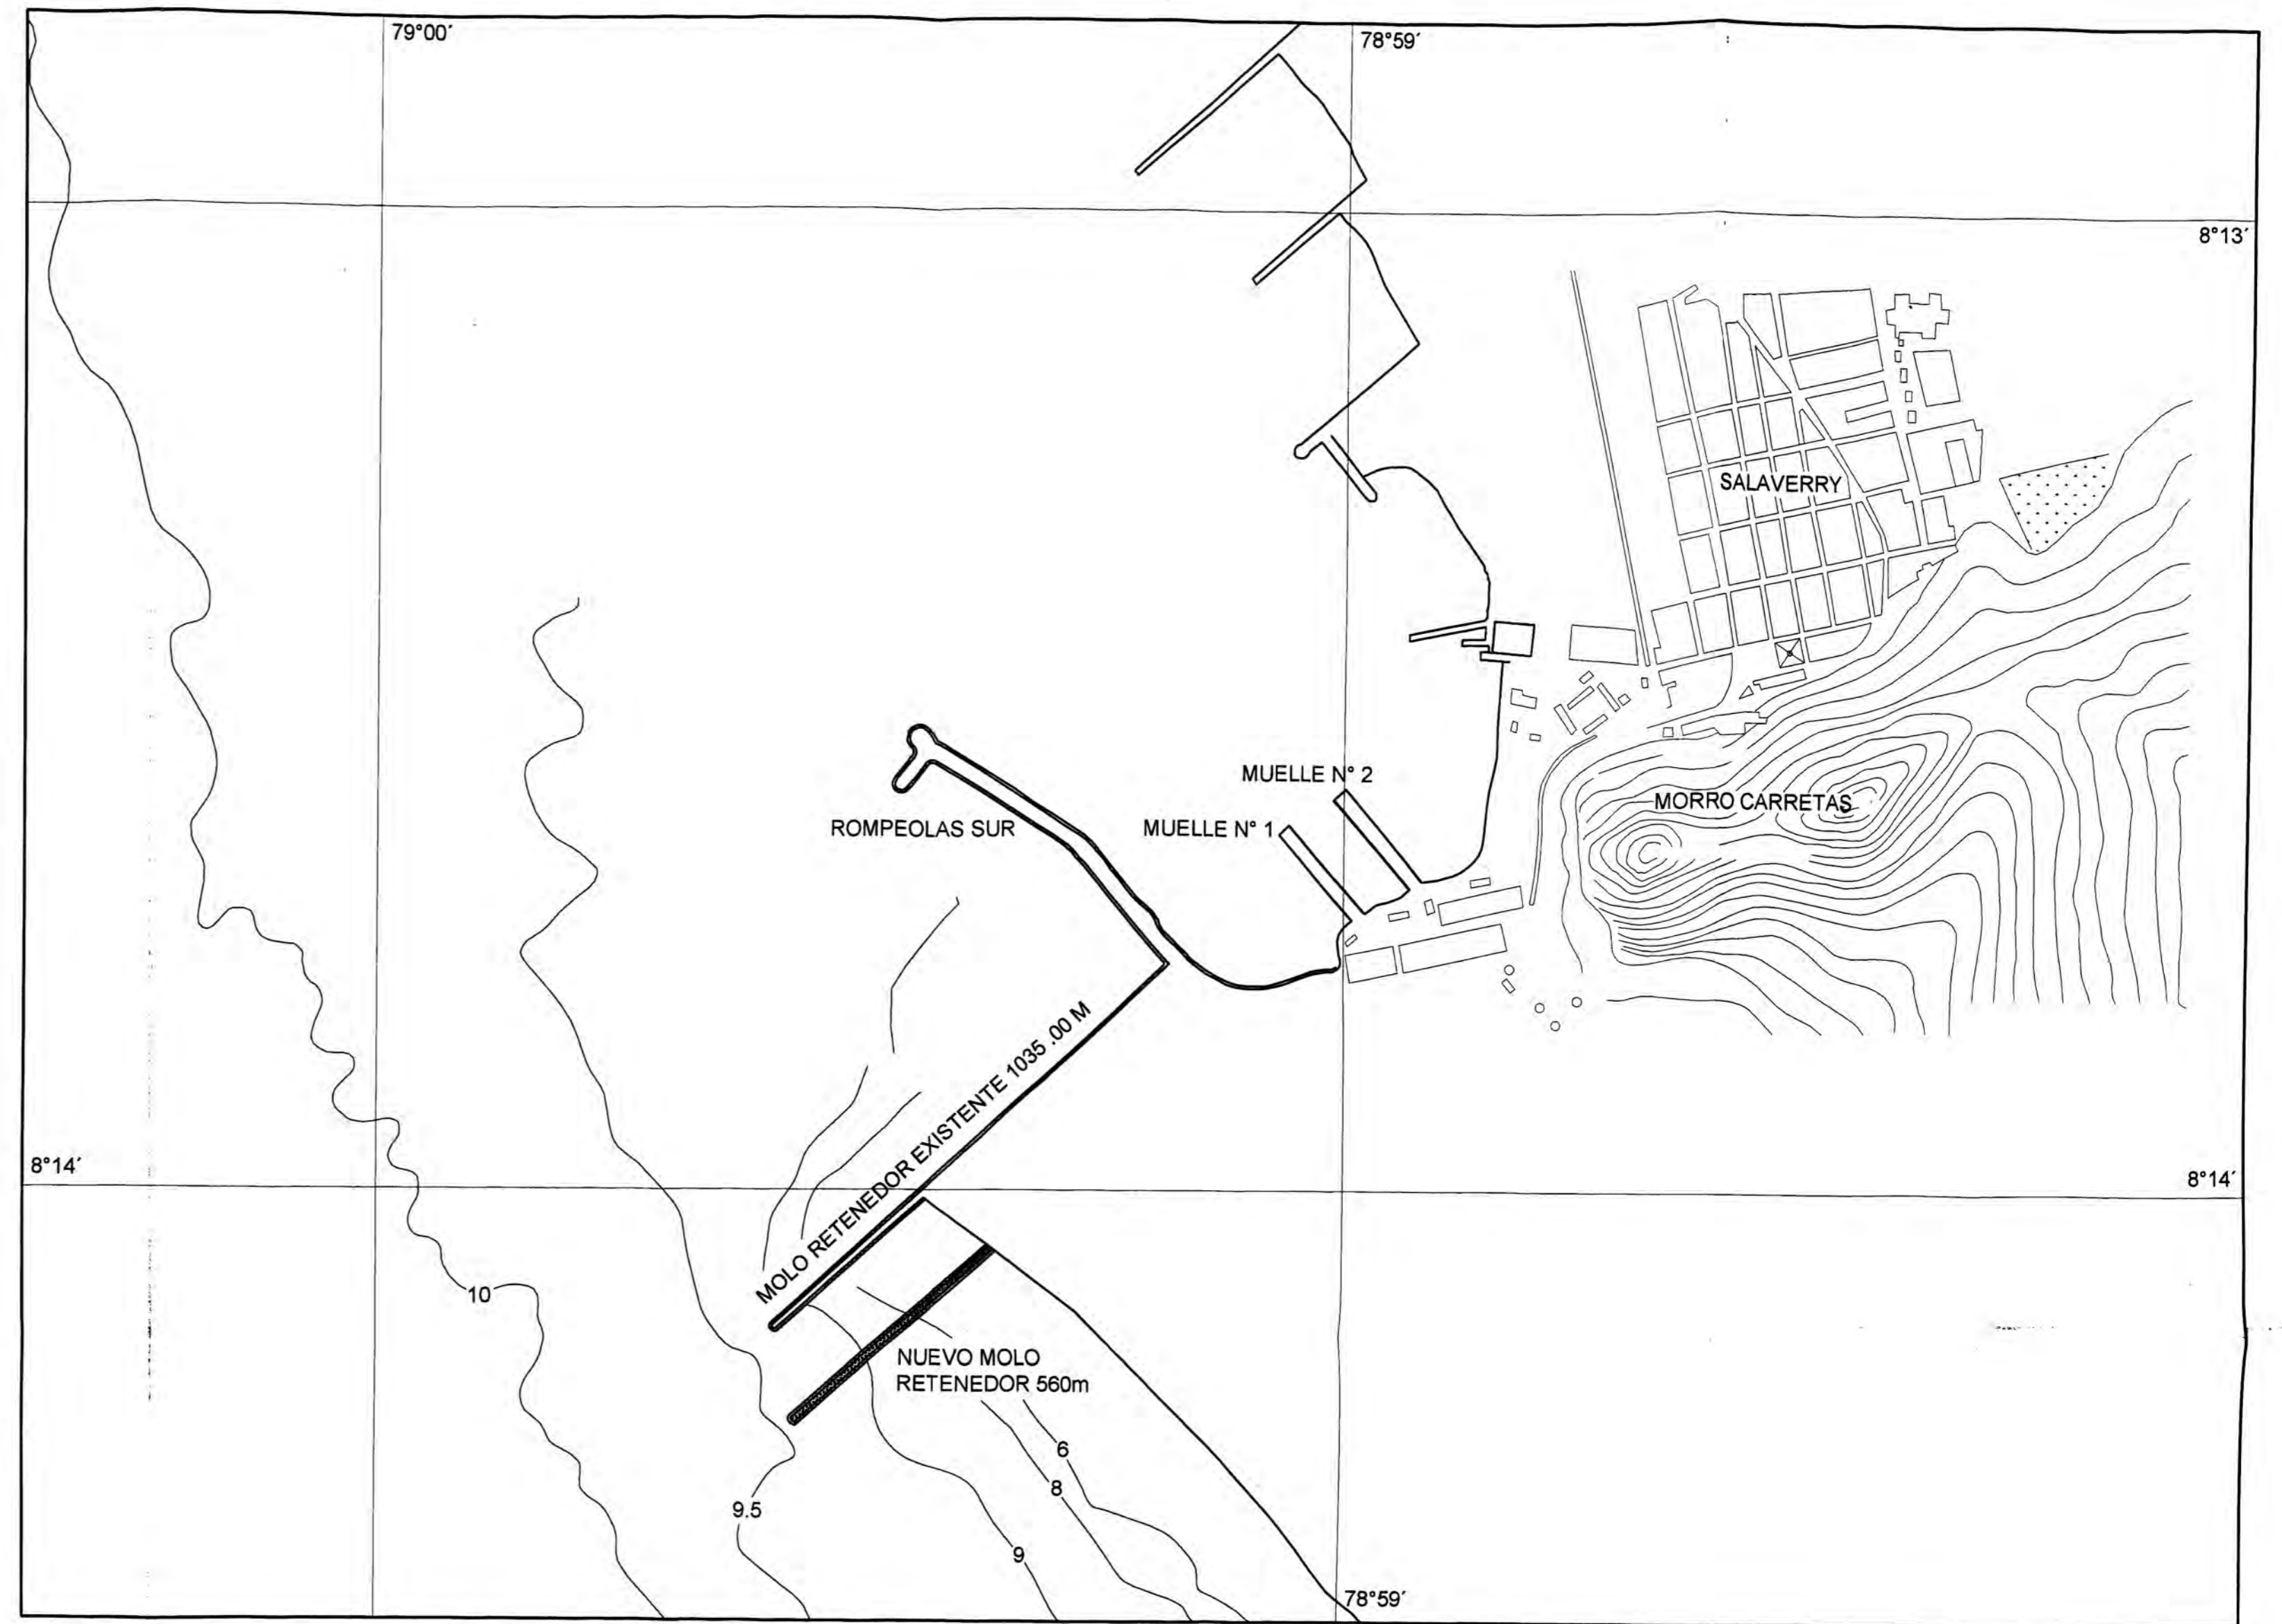 79°00´
78°59´
8°13´
SALAVERRY
MUELLE N° 2
MORRO CARRETAS
ROMPEOLAS SUR
MUELLE N° 1
MOLO RETENEDOR EXISTENTE 1035 .00 M
8°14´
8°14´
10
NUEVO MOLO
RETENEDOR 560m
6
8
9.5
9
78°59´